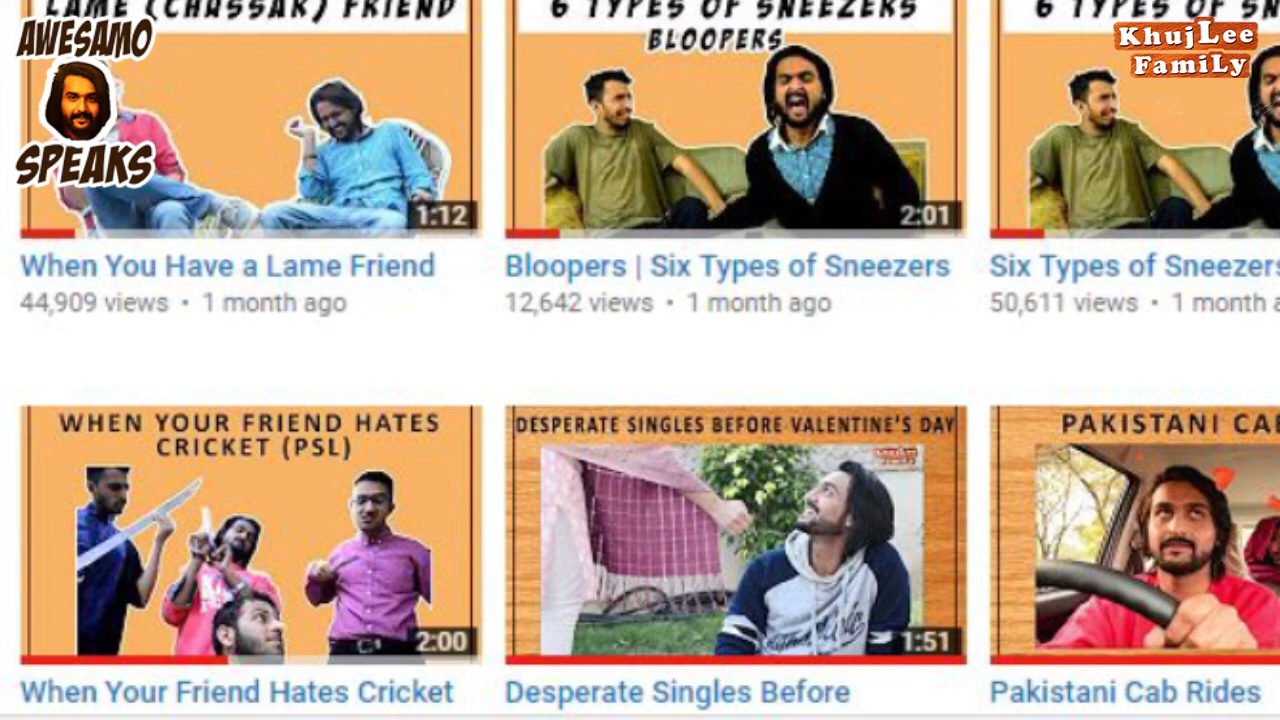 LAME (CHUSSAK) FRIEND
6 TYPES OF SNEEZERS
BLOOPERS
6 TYPES OF SN
AWESAMO
SPEAKS
KhujLee
FamiLy
1:12
2:01
When You Have a Lame Friend
44,909 views • 1 month ago
Bloopers | Six Types of Sneezers
12,642 views • 1 month ago
Six Types of Sneezers
50,611 views • 1 month a
WHEN YOUR FRIEND HATES
CRICKET (PSL)
2:00
DESPERATE SINGLES BEFORE VALENTINE'S DAY
KhujLee
FamiLy
1:51
PAKISTANI CAB
When Your Friend Hates Cricket
Desperate Singles Before
Pakistani Cab Rides